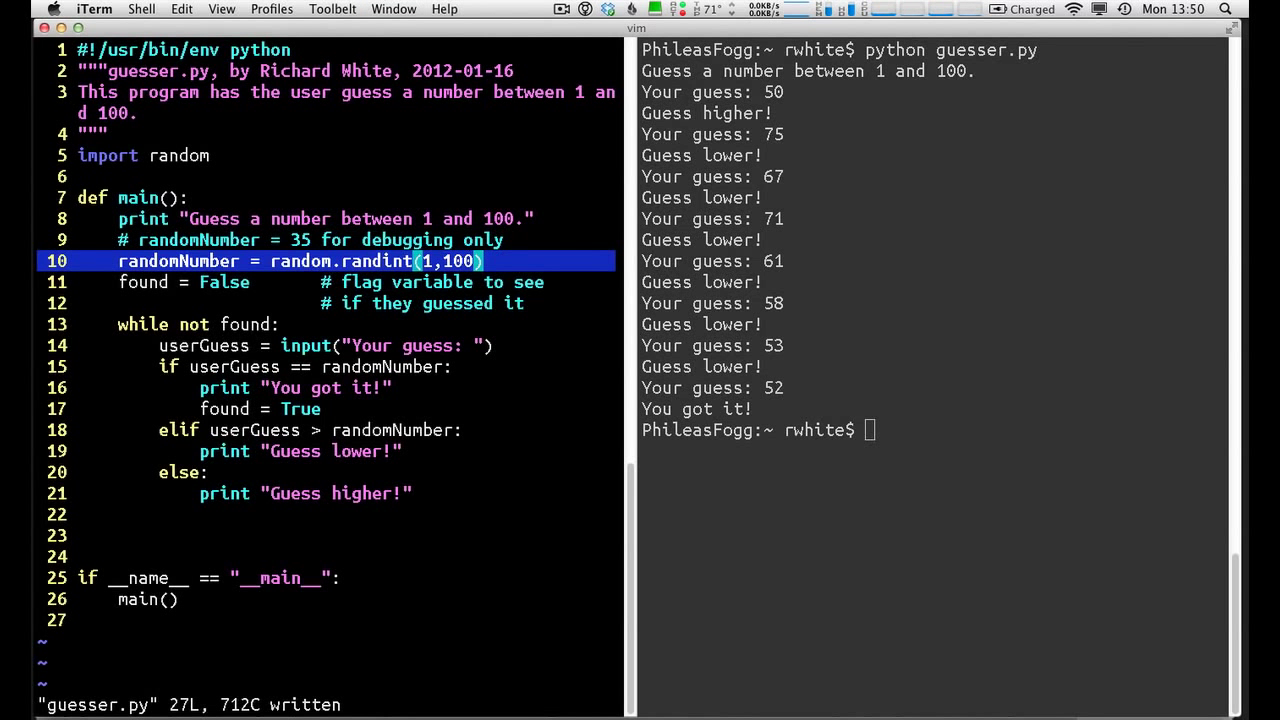 iTerm Shell Edit View Profiles Toolbelt Window Help 71° 0.0KB/s 0.0KB/s Charged Mon 13:50
vim
1 #!/usr/bin/env python
2 """guesser.py, by Richard White, 2012-01-16
3 This program has the user guess a number between 1 an
d 100.
4 """
5 import random
6
7 def main():
8     print "Guess a number between 1 and 100."
9     # randomNumber = 35 for debugging only
10     randomNumber = random.randint(1,100)
11     found = False       # flag variable to see
12                         # if they guessed it
13     while not found:
14         userGuess = input("Your guess: ")
15         if userGuess == randomNumber:
16             print "You got it!"
17             found = True
18         elif userGuess > randomNumber:
19             print "Guess lower!"
20         else:
21             print "Guess higher!"
22
23
24
25 if __name__ == "__main__":
26     main()
27
~
~
~
"guesser.py" 27L, 712C written
PhileasFogg:~ rwhite$ python guesser.py
Guess a number between 1 and 100.
Your guess: 50
Guess higher!
Your guess: 75
Guess lower!
Your guess: 67
Guess lower!
Your guess: 71
Guess lower!
Your guess: 61
Guess lower!
Your guess: 58
Guess lower!
Your guess: 53
Guess lower!
Your guess: 52
You got it!
PhileasFogg:~ rwhite$